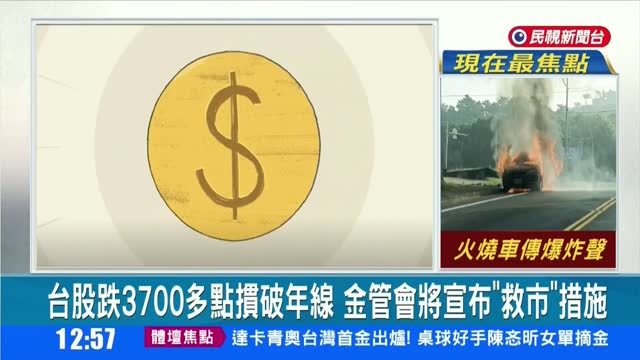 民視新聞台
現在最焦點
$
火燒車傳爆炸聲
台股跌3700多點摜破年線 金管會將宣布"救市"措施
12:57 體壇焦點 達卡青奧台灣首金出爐! 桌球好手陳忞昕女單摘金